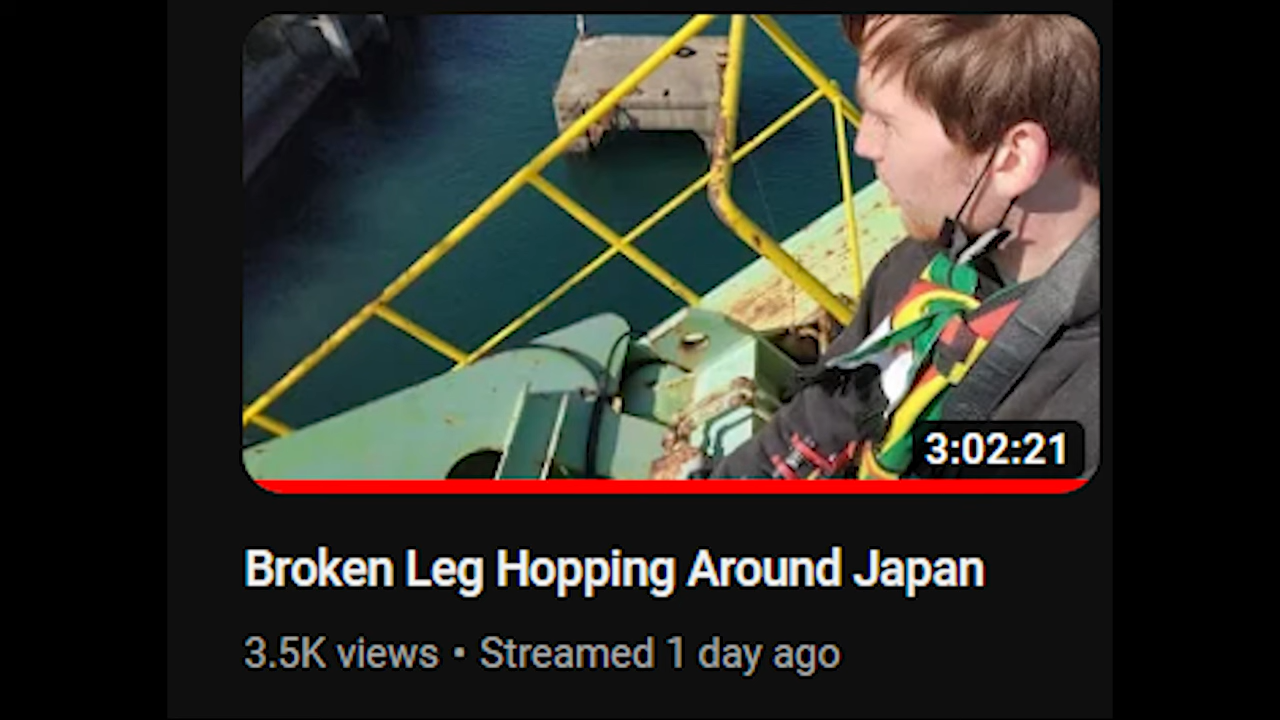 3:02:21
Broken Leg Hopping Around Japan
3.5K views • Streamed 1 day ago